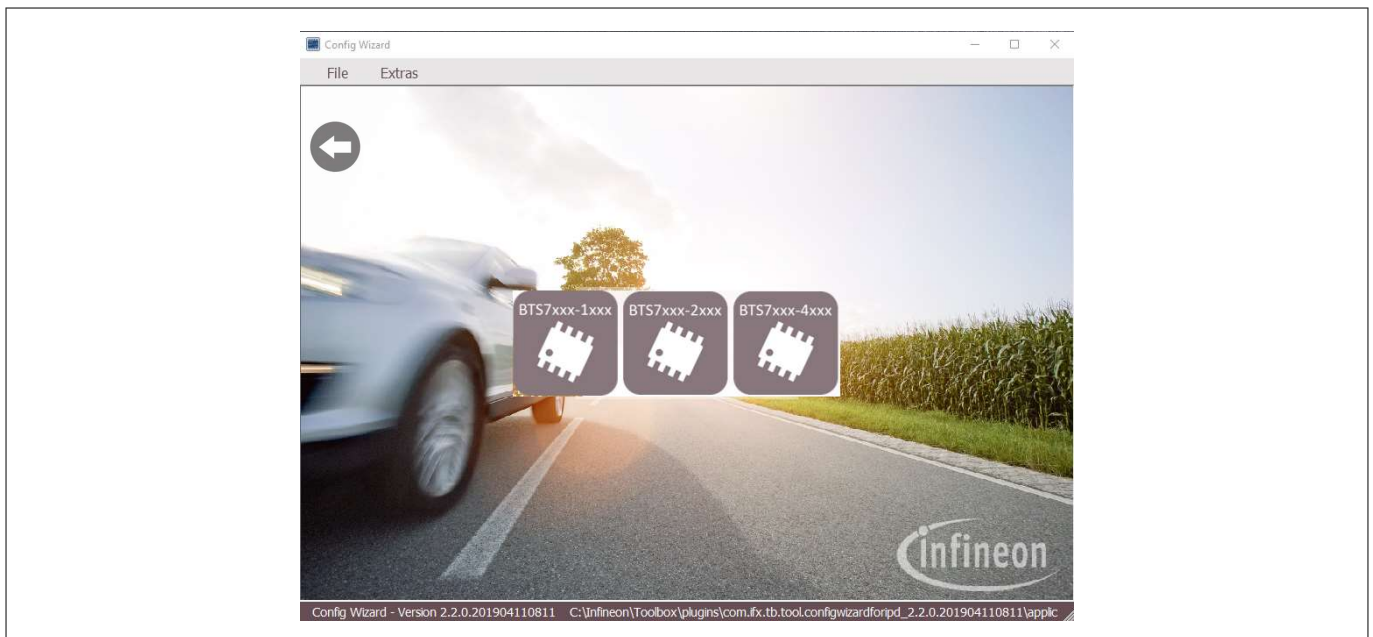 Config Wizard
File Extras
BTS7xxx-1xxx BTS7xxx-2xxx BTS7xxx-4xxx
infineon
Config Wizard - Version 2.2.0.201904110811 C:\Infineon\Toolbox\plugins\com.ifx.tb.tool.configwizardforipd_2.2.0.201904110811\applic